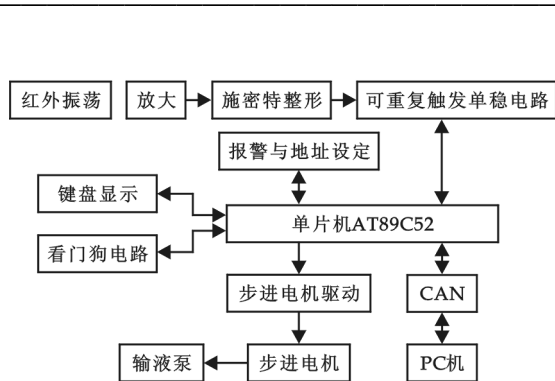 红外振荡
放大
施密特整形
可重复触发单稳电路
报警与地址设定
键盘显示
单片机AT89C52
看门狗电路
步进电机驱动
CAN
输液泵
步进电机
PC机